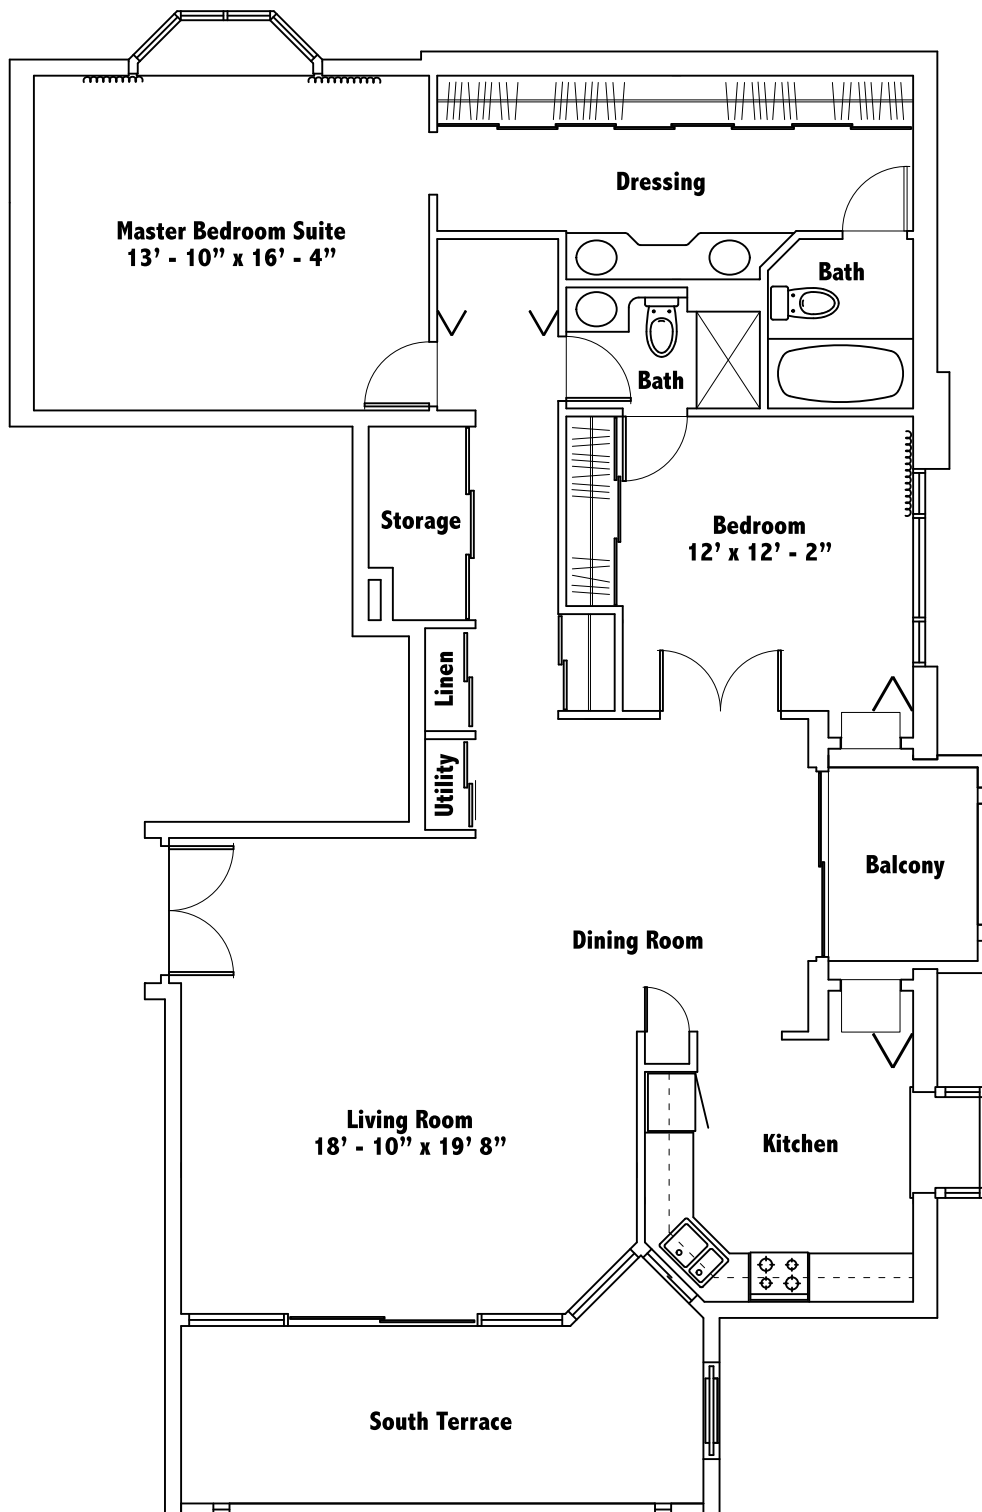 Dressing
Master Bedroom Suite
13’ - 10” x 16’ - 4”
Bath
Bath
Storage
Bedroom
12’ x 12’ - 2”
Linen
Utility
Balcony
Dining Room
Living Room
18’ - 10” x 19’ 8”
Kitchen
South Terrace